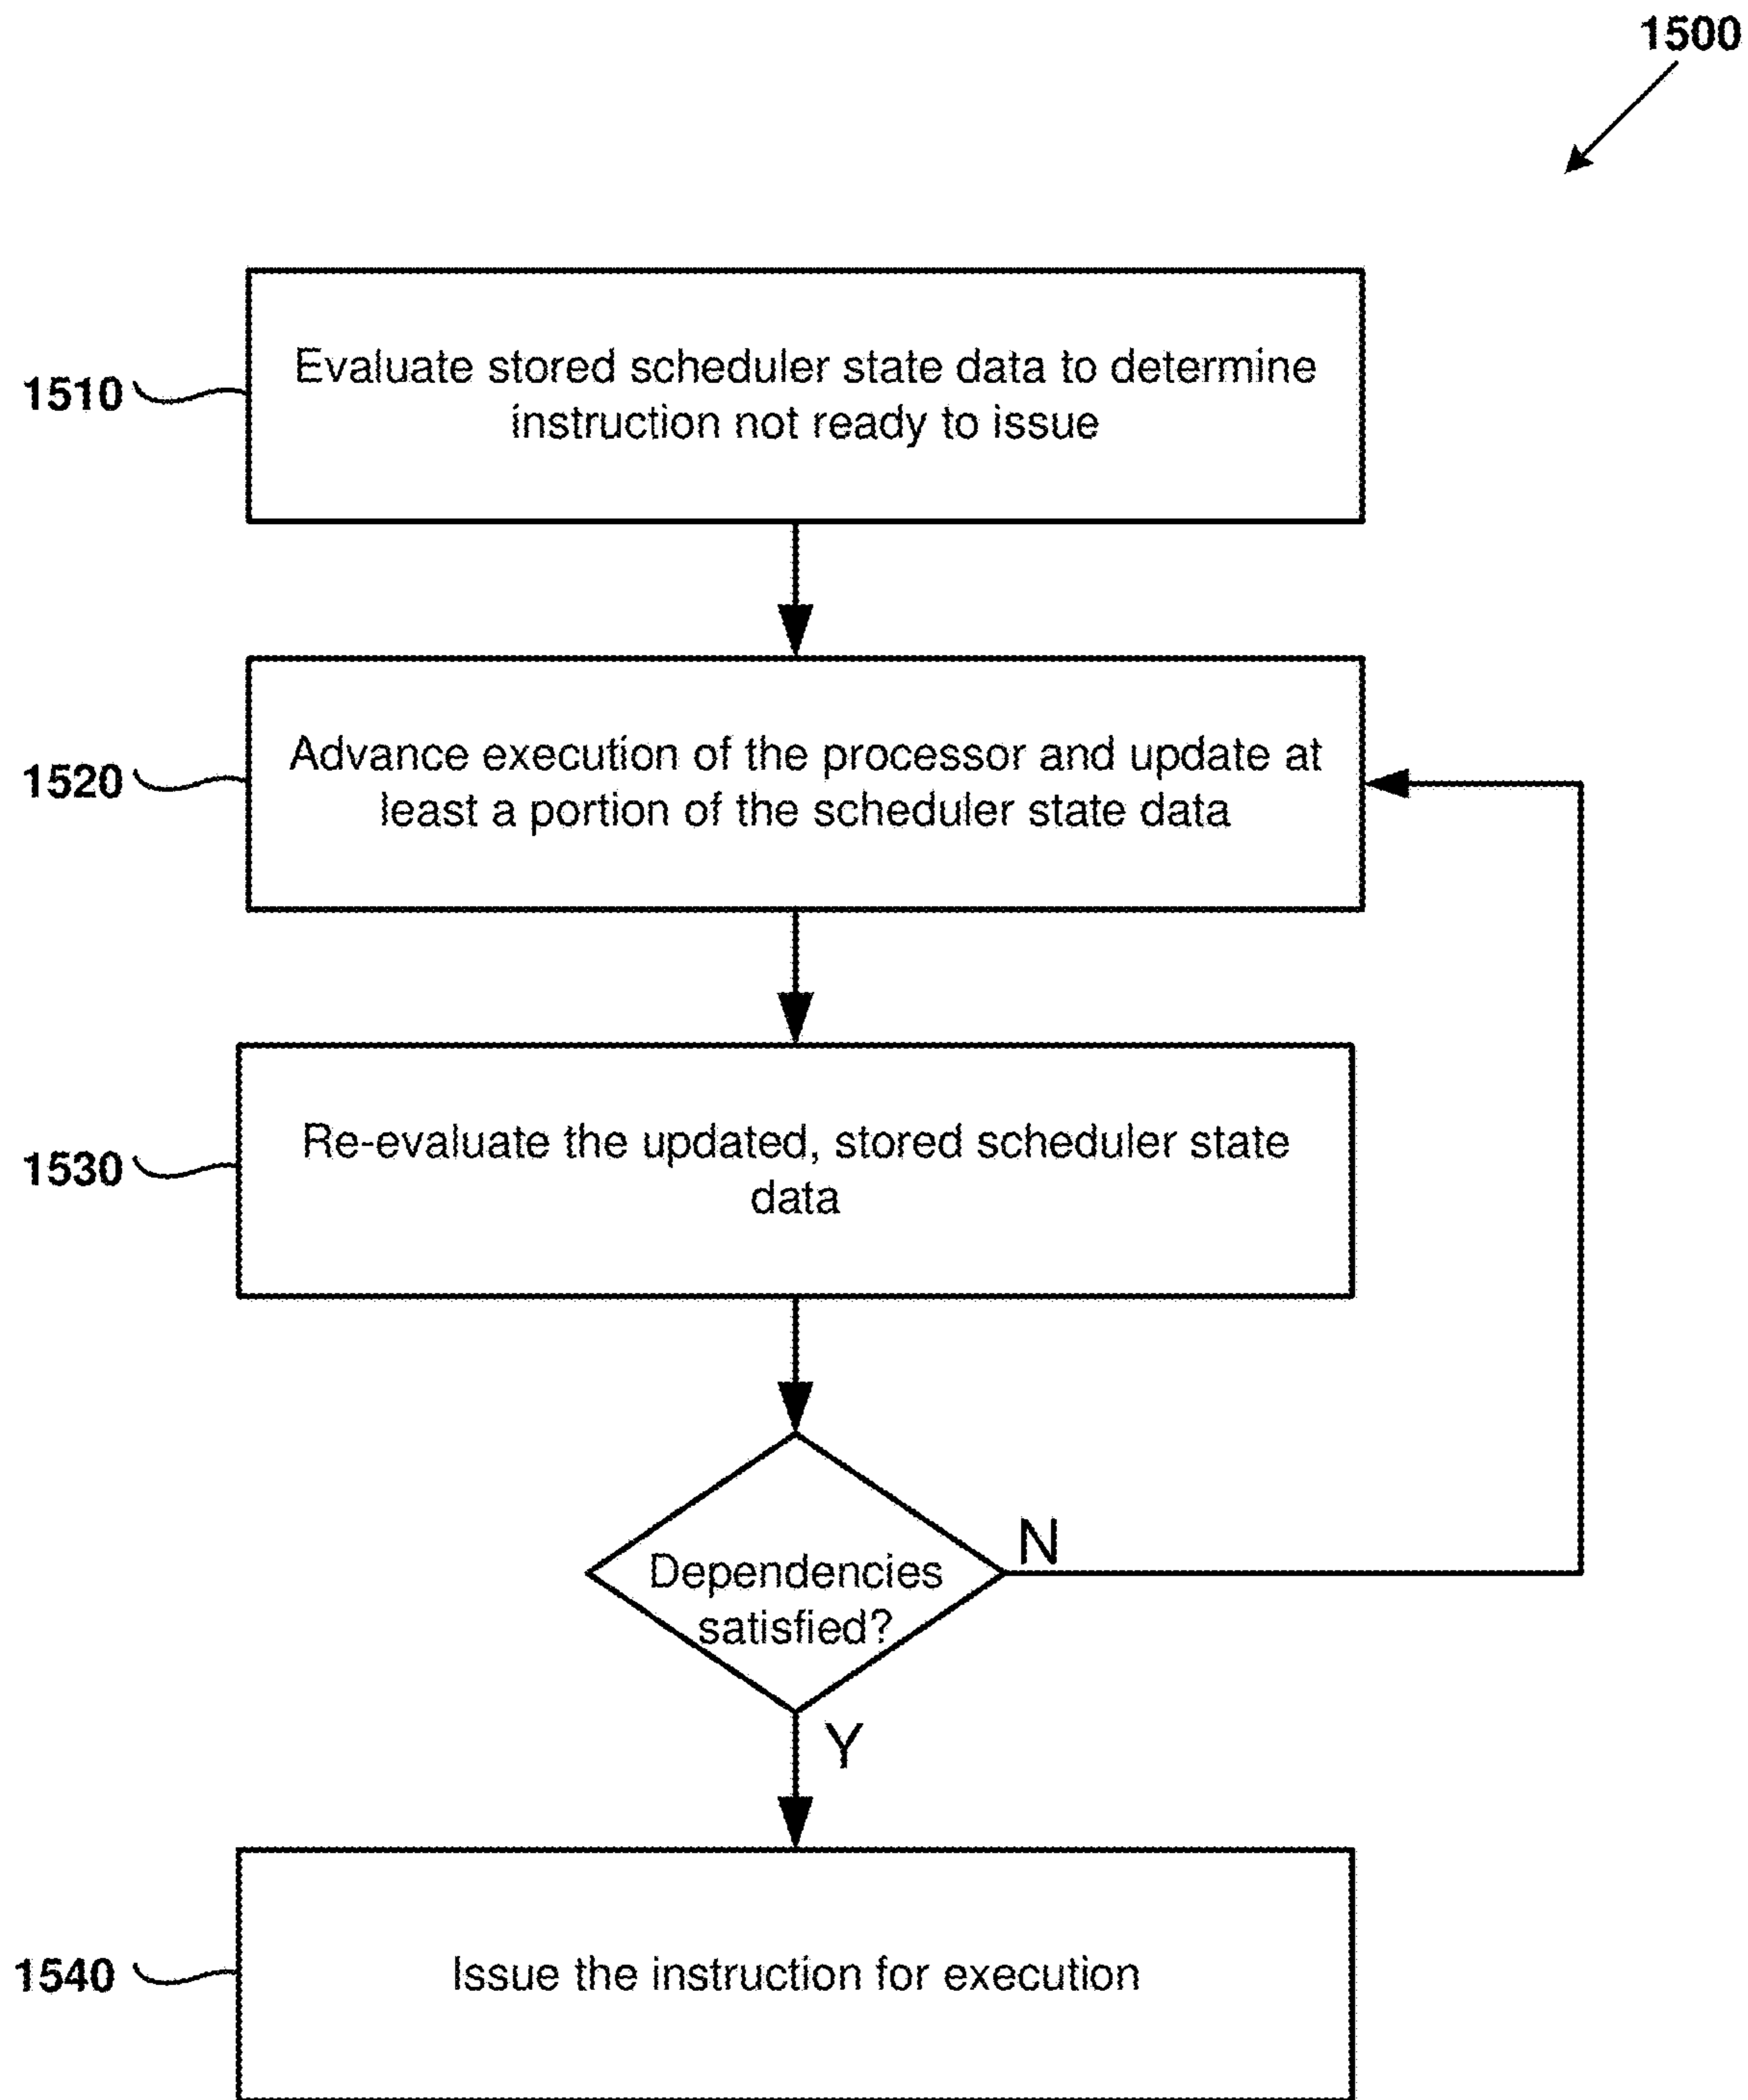 1500
1510
Evaluate stored scheduler state data to determine
instruction not ready to issue
1520
Advance execution of the processor and update at
least a portion of the scheduler state data
1530
Re-evaluate the updated, stored scheduler state
data
Dependencies
satisfied?
N
Y
1540
Issue the instruction for execution